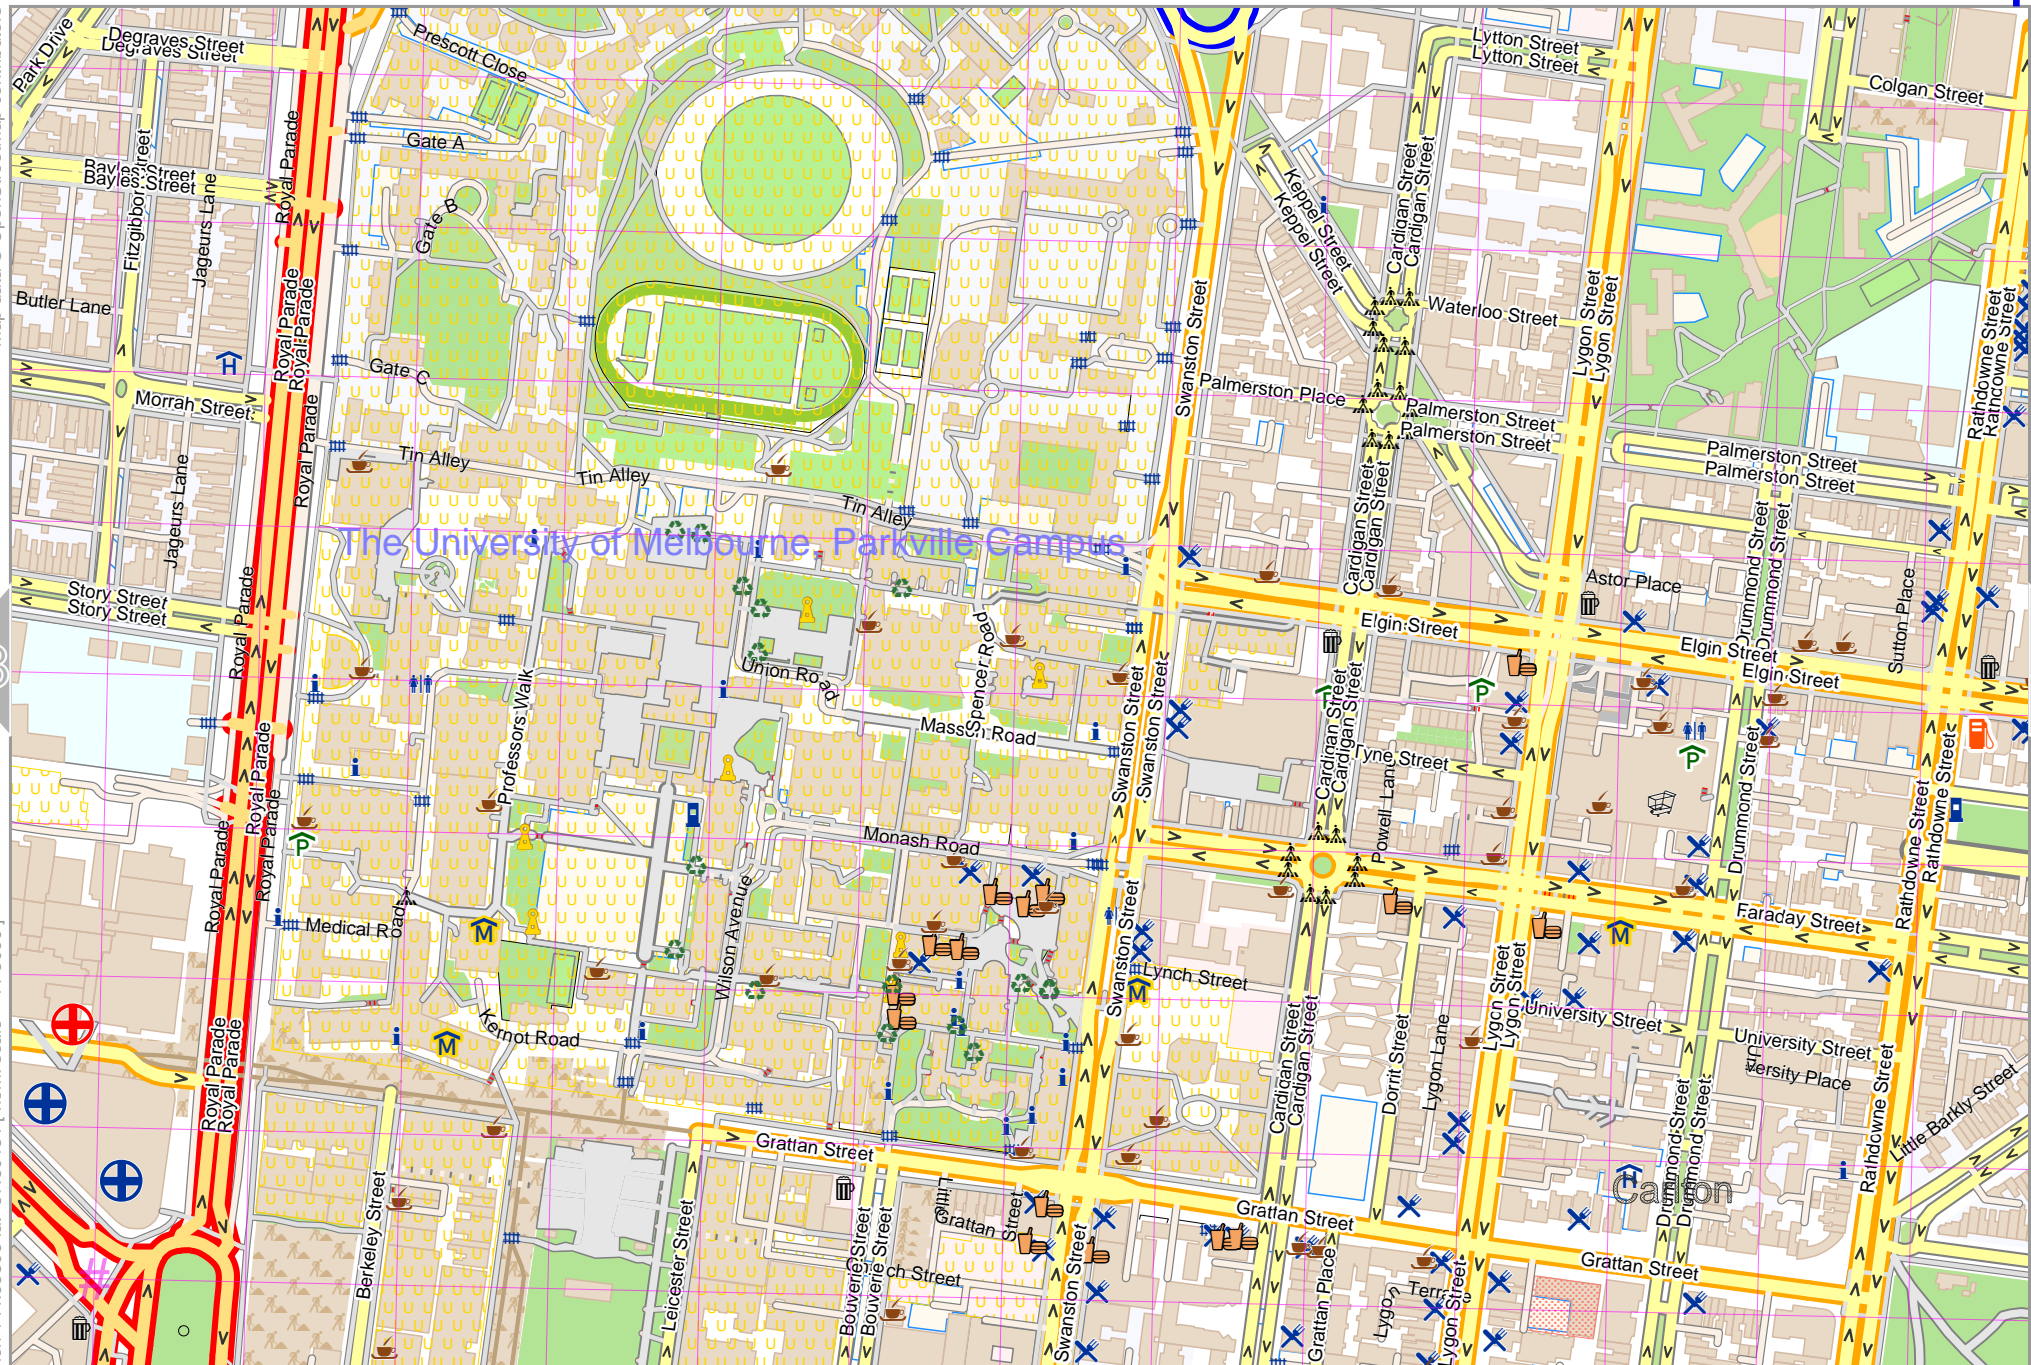 Park Drive
Degraves Street
Degraves Street
Prescott Close
Lytton Street
Lytton Street
Colgan Street
Gate A
Royal Parade
Fitzgibbon Street
Bayles Street
Bayles Street
Jageurs Lane
Gate B
Keppel Street
Keppel Street
Cardigan Street
Cardigan Street
Butler Lane
H
Royal Parade
Royal Parade
Royal Parade
Gate C
Swanston Street
Waterloo Street
Lygon Street
Lygon Street
Rathdowne Street
Rathdowne Street
Morrah Street
Palmerston Place
Palmerston Street
Palmerston Street
Palmerston Street
Palmerston Street
Tin Alley
Tin Alley
Tin Alley
Jageurs Lane
Royal Parade
The University of Melbourne, Parkville Campus
Cardigan Street
Cardigan Street
Drummond Street
Drummond Street
Astor Place
Sutton Place
Story Street
Story Street
Royal Parade
Elgin Street
Elgin Street
Elgin Street
Union Road
Spencer Road
Professors Walk
Masson Road
Swanston Street
Swanston Street
Cardigan Street
Cardigan Street
P
P
Tyne Street
Powell Lane
Drummond Street
Rathdowne Street
Rathdowne Street
Royal Parade
Royal Parade
Royal Parade
P
Monash Road
Medical Road
M
Wilson Avenue
Swanston Street
Faraday Street
M
Lynch Street
M
Lygon Street
Lygon Street
University Street
University Street
Kernot Road
M
Royal Parade
Royal Parade
Cardigan Street
Cardigan Street
Dorrit Street
Lygon Lane
Drummond Street
Drummond Street
Rathdowne Street
Little Barkly Street
Grattan Street
H
Carlton
Berkeley Street
Leicester Street
Bouverie Street
Bouverie Street
Little
Grattan Street
Swanston Street
Grattan Street
Grattan Street
Grattan Place
Lygon Street
#